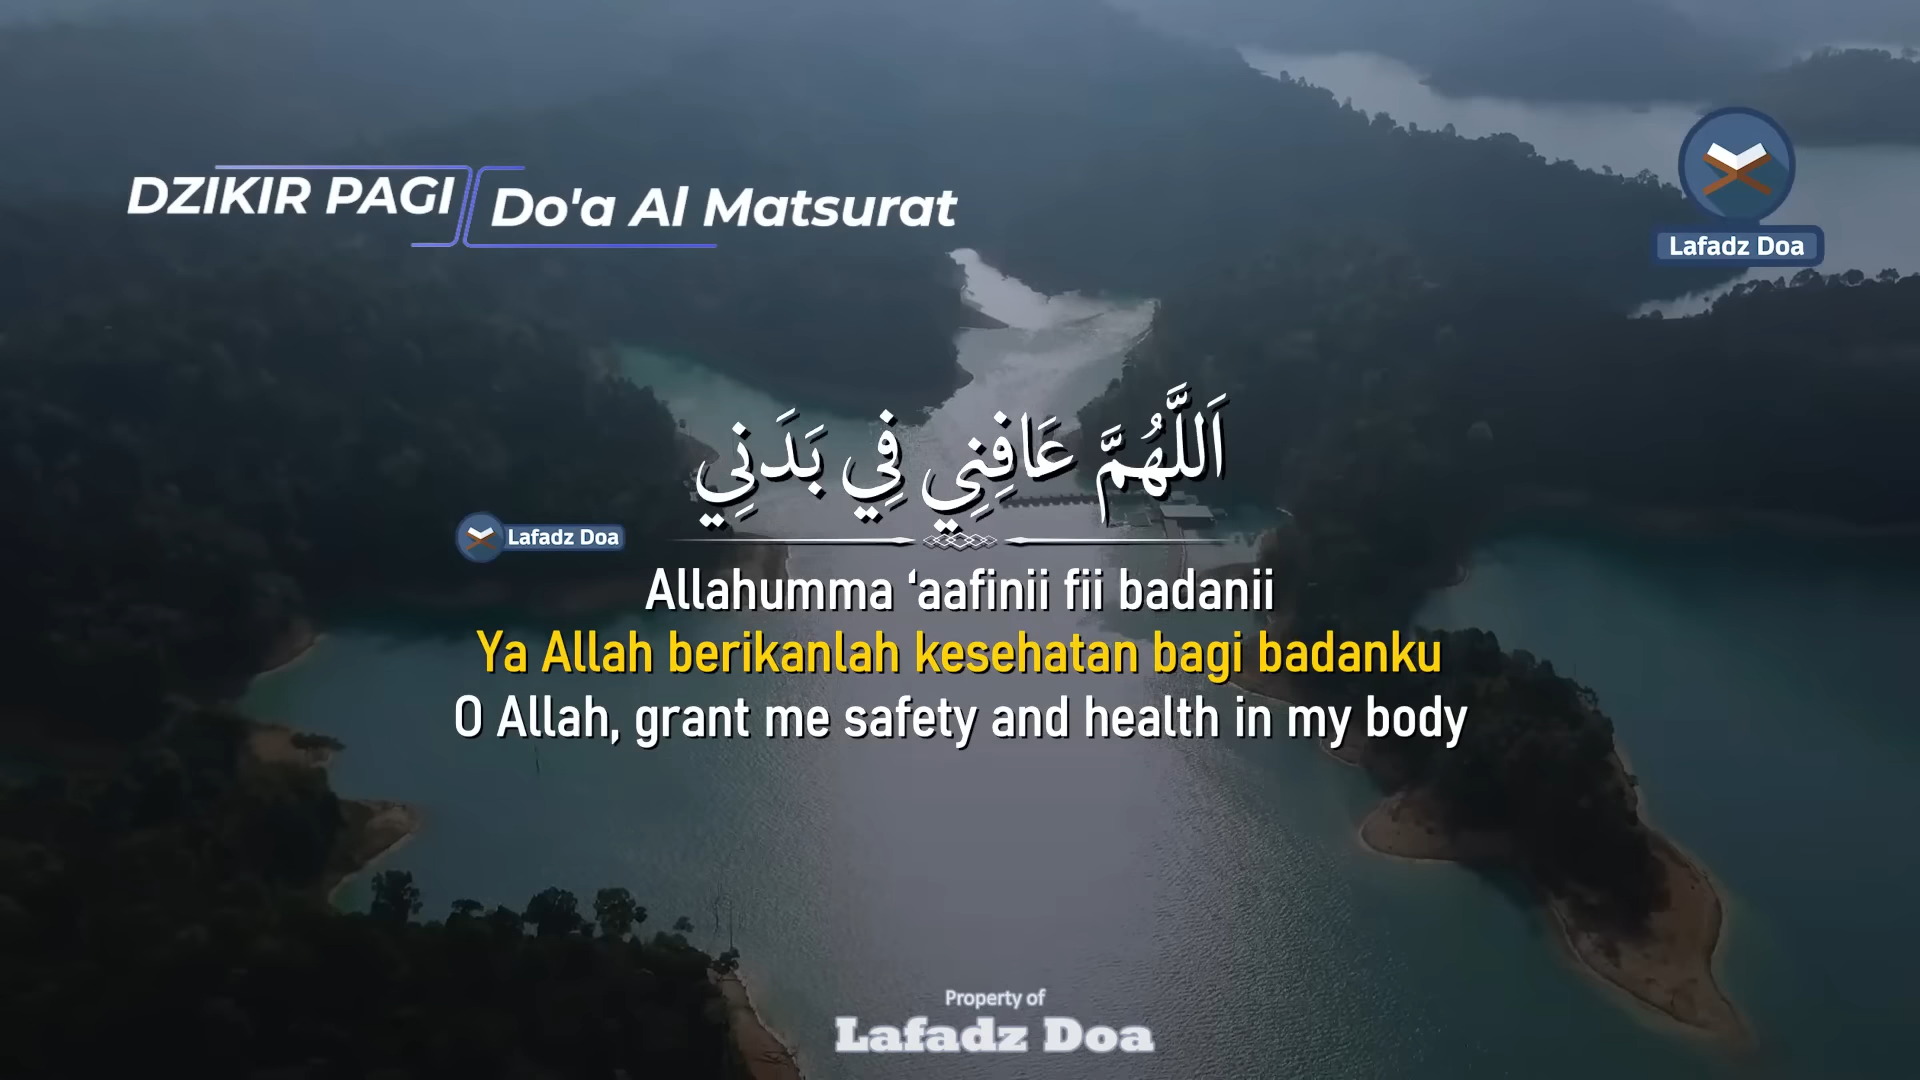 DZIKIR PAGI
Do'a Al Matsurat
Lafadz Doa
اَللَّهُمَّ عَافِنِي فِي بَدَنِي
Lafadz Doa
Allahumma ‘aafinii fii badanii
Ya Allah berikanlah kesehatan bagi badanku
O Allah, grant me safety and health in my body
Property of
Lafadz Doa